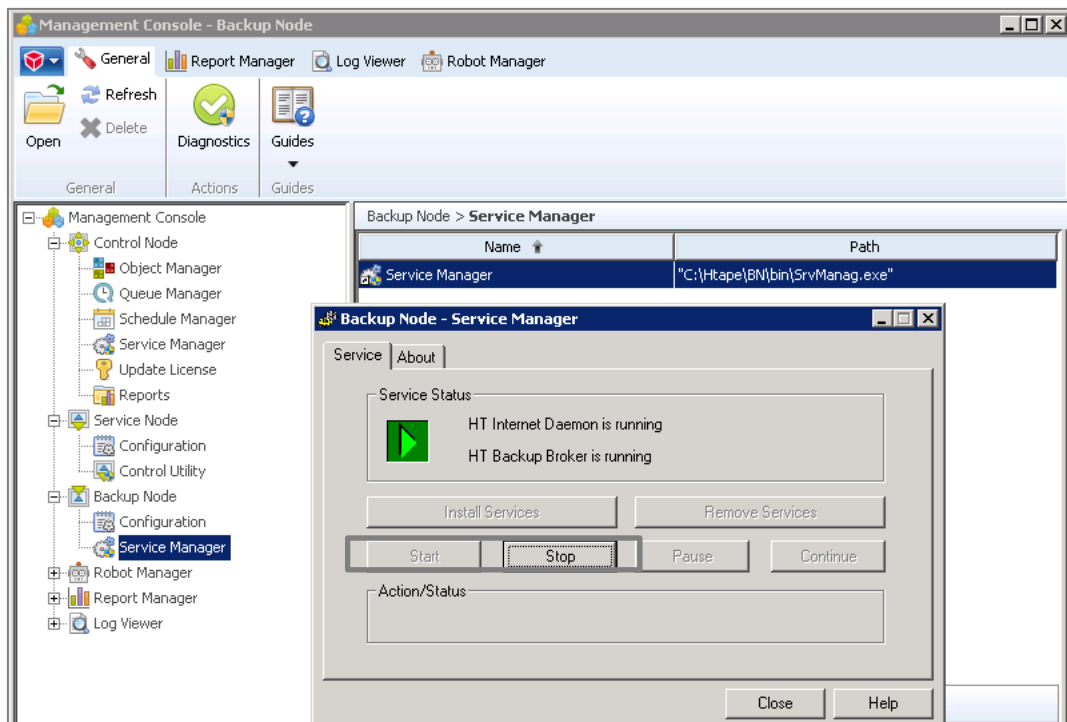 Management Console - Backup Node
General Report Manager Log Viewer Robot Manager
Open
Refresh
Delete
Diagnostics
Guides
General Actions Guides
Management Console
Control Node
Object Manager
Queue Manager
Schedule Manager
Service Manager
Update License
Reports
Service Node
Configuration
Control Utility
Backup Node
Configuration
Service Manager
Robot Manager
Report Manager
Log Viewer
Backup Node > Service Manager
Name Path
Service Manager "C:\Htape\BN\bin\SrvManag.exe"
Backup Node - Service Manager
Service About
Service Status
HT Internet Daemon is running
HT Backup Broker is running
Install Services Remove Services
Start Stop Pause Continue
Action/Status
Close Help